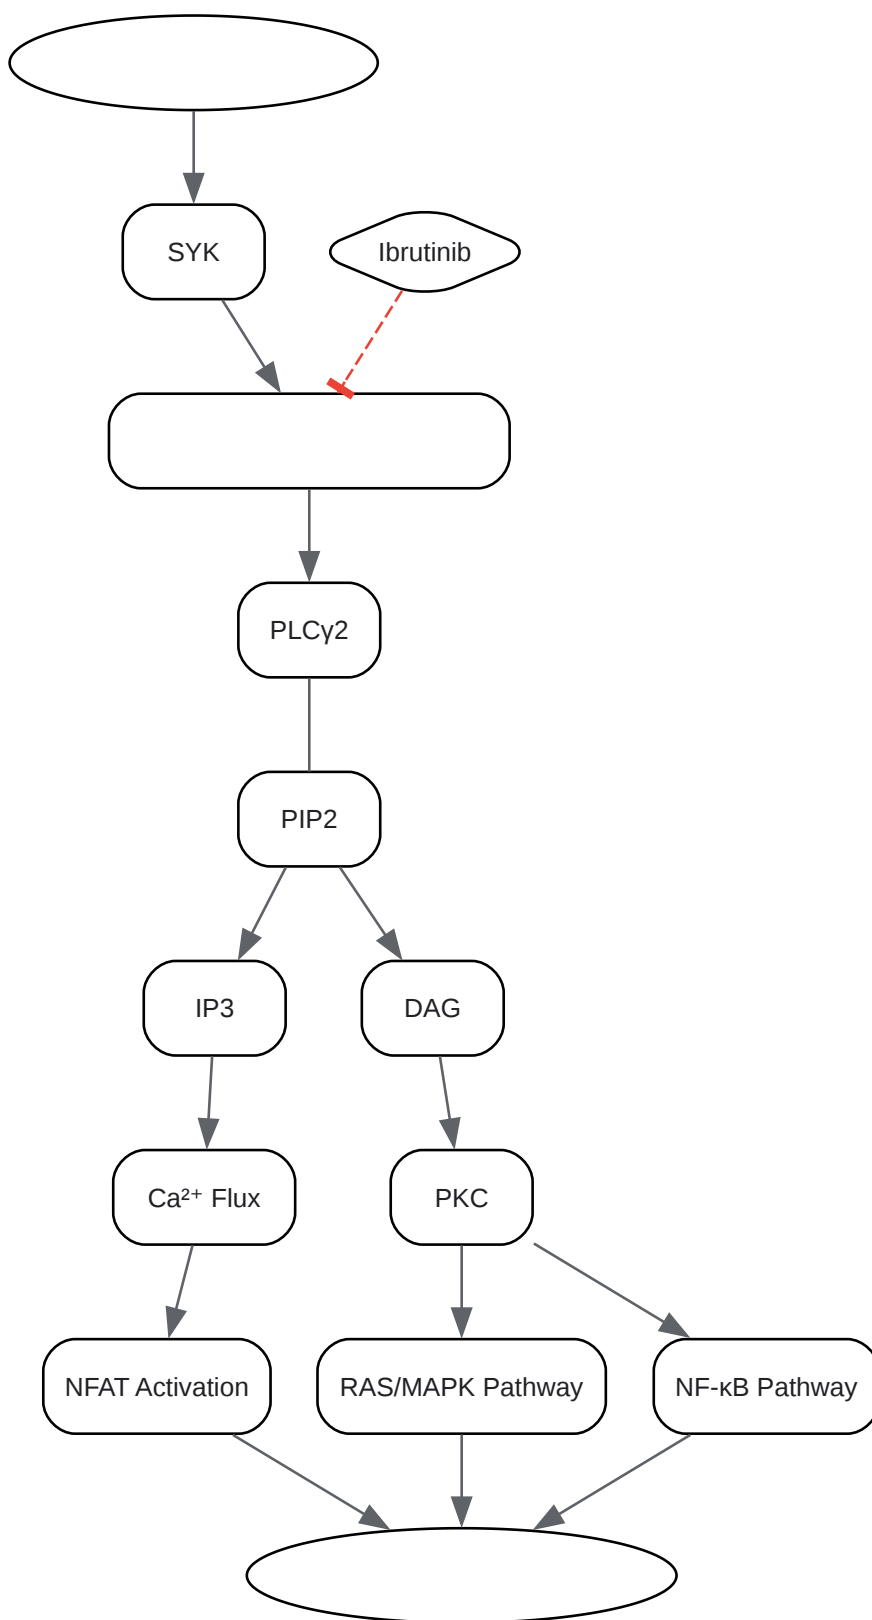 SYK
Ibrutinib
PLCγ2
PIP2
IP3
DAG
Ca²⁺ Flux
PKC
NFAT Activation
RAS/MAPK Pathway
NF-κB Pathway